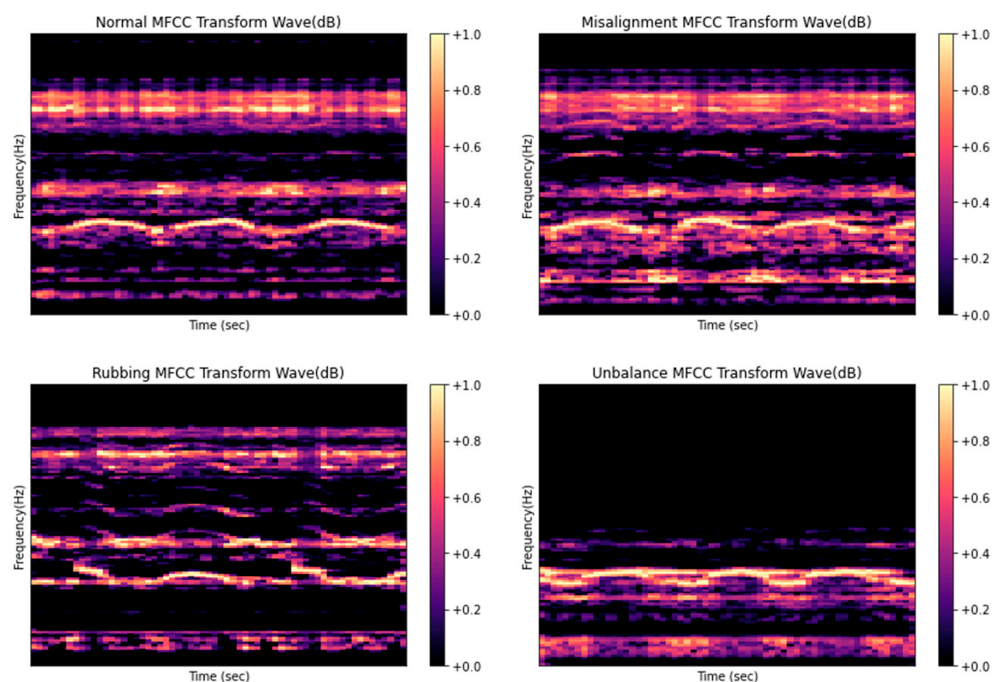 Normal MFCC Transform Wave(dB)
Frequency(Hz)
Time (sec)
+1.0
+0.8
+0.6
+0.4
+0.2
+0.0
Misalignment MFCC Transform Wave(dB)
Frequency(Hz)
Time (sec)
+1.0
+0.8
+0.6
+0.4
+0.2
+0.0
Rubbing MFCC Transform Wave(dB)
Frequency(Hz)
Time (sec)
+1.0
+0.8
+0.6
+0.4
+0.2
+0.0
Unbalance MFCC Transform Wave(dB)
Frequency(Hz)
Time (sec)
+1.0
+0.8
+0.6
+0.4
+0.2
+0.0